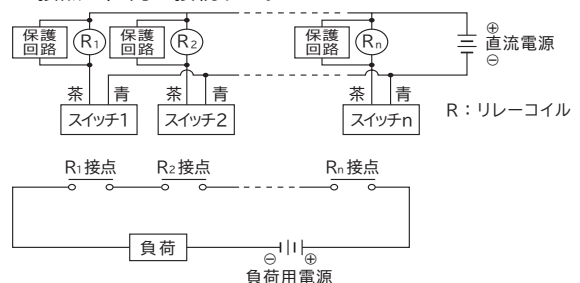 保護
回路
R1
保護
回路
R2
保護
回路
Rn
⊕
直流電源
⊖
茶 青
茶 青
茶 青
スイッチ1
スイッチ2
スイッチn
R：リレーコイル
R1接点
R2接点
Rn接点
負荷
⊖ ⊕
負荷用電源